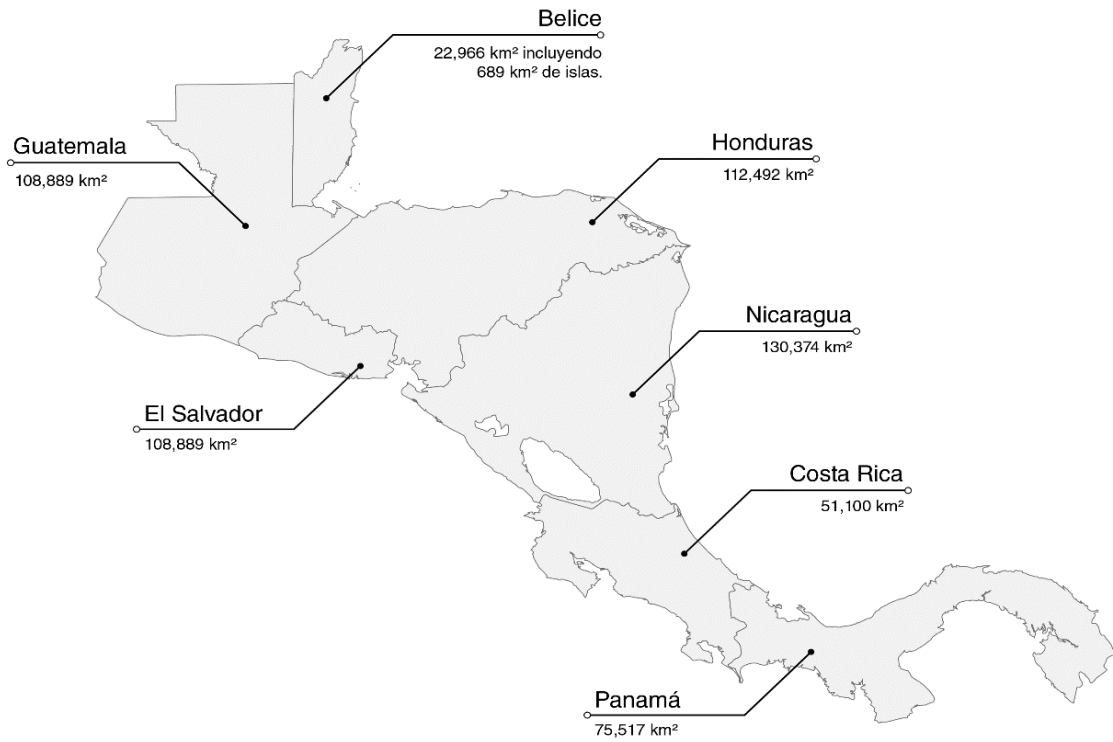 Belice
22,966 km² incluyendo
689 km² de islas.
Guatemala
108,889 km²
Honduras
112,492 km²
Nicaragua
130,374 km²
El Salvador
108,889 km²
Costa Rica
51,100 km²
Panamá
75,517 km²